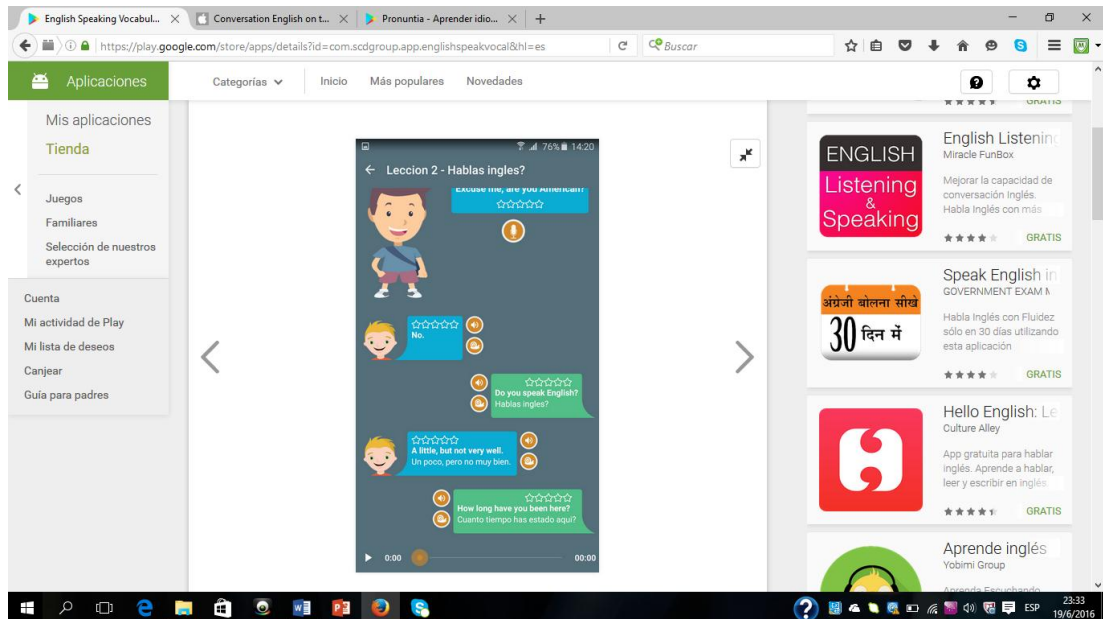 English Speaking Vocabul...
Conversation English on t...
Pronuntia - Aprender idio...
https://play.google.com/store/apps/details?id=com.scdgroup.app.englishspeakvocal&hl=es
Buscar
Aplicaciones
Categorías
Inicio
Más populares
Novedades
Mis aplicaciones
Tienda
Juegos
Familiares
Selección de nuestros
expertos
Cuenta
Mi actividad de Play
Mi lista de deseos
Canjear
Guía para padres
76% 14:20
Leccion 2 - Hablas ingles?
Excuse me, are you American?
No.
Do you speak English?
Hablas ingles?
A little, but not very well.
Un poco, pero no muy bien.
How long have you been here?
Cuanto tiempo has estado aqui?
0:00
00:00
GRATIS
ENGLISH
Listening
&
Speaking
English Listening
Miracle FunBox
Mejorar la capacidad de
conversación Inglés.
Habla Inglés con más
GRATIS
अंग्रेजी बोलना सीखे
30 दिन में
Speak English in
GOVERNMENT EXAM
Habla Inglés con Fluidez
sólo en 30 días utilizando
esta aplicación
GRATIS
Hello English: Le
Culture Alley
App gratuita para hablar
inglés. Aprende a hablar,
leer y escribir en inglés.
GRATIS
Aprende inglés
Yobimi Group
Aprenda Escuchando
ESP
23:33
19/6/2016